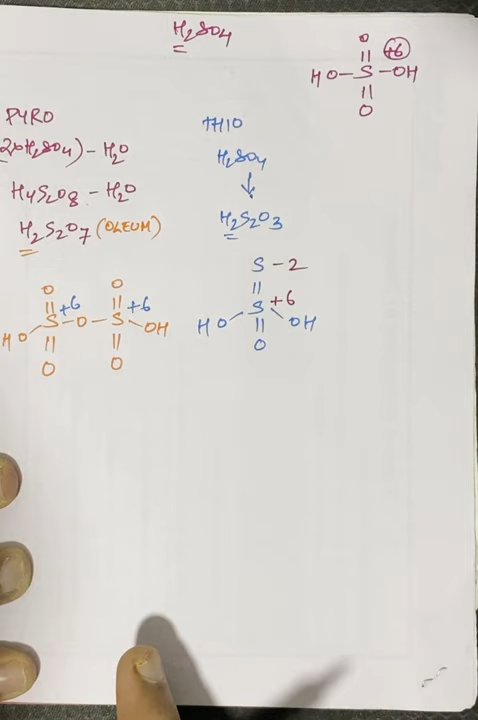 H2SO4
O +6
HO-S-OH
O
PYRO
2(H2SO4) - H2O
H4S2O8 - H2O
H2S2O7 (OLEUM)
O O
+6 +6
HO S-O-S OH
O O
THIO
H2SO4
↓
H2S2O3
S -2
S +6
HO OH
O